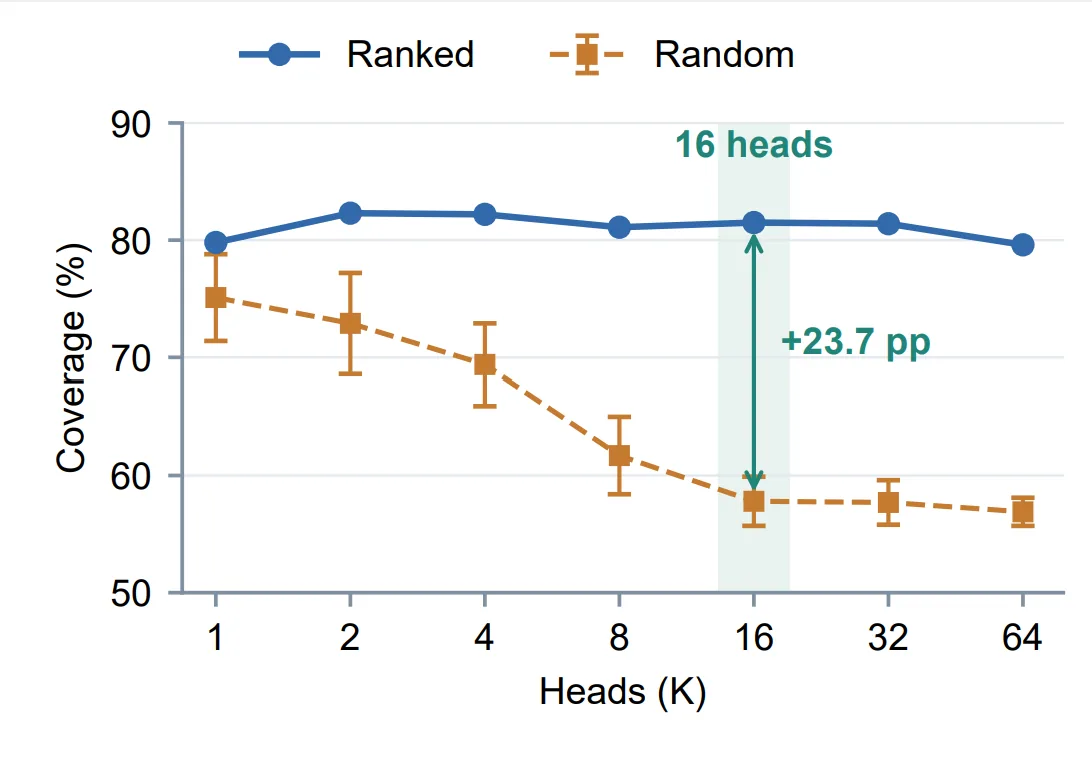 Ranked Random
90
16 heads
80
+23.7 pp
70
60
50
Coverage (%)
1 2 4 8 16 32 64
Heads (K)